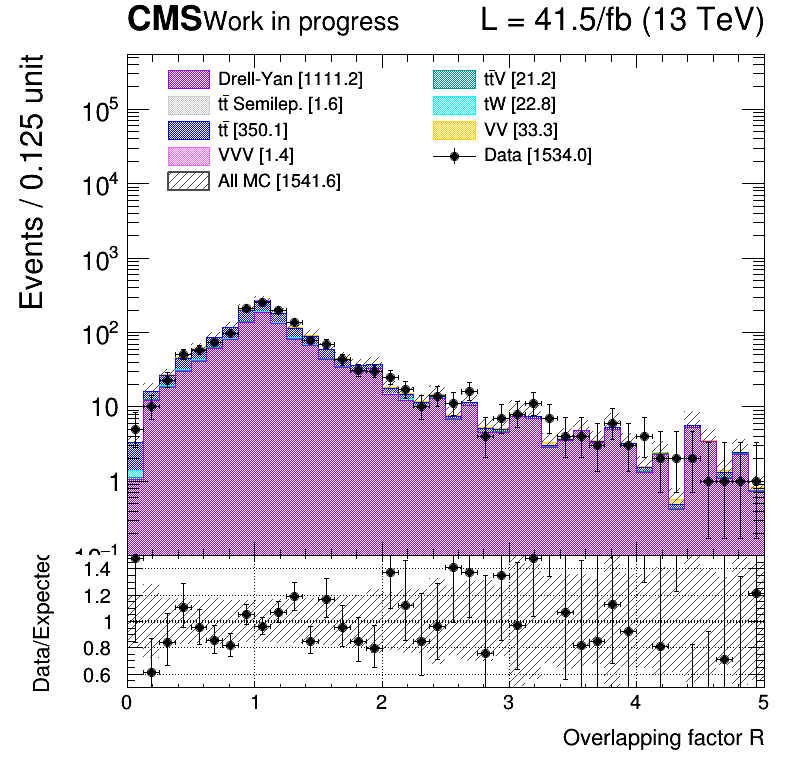 CMS Work in progress L = 41.5/fb (13 TeV)
Events / 0.125 unit
Drell-Yan [1111.2]
tt̄ Semilep. [1.6]
tt̄ [350.1]
VVV [1.4]
All MC [1541.6]
tt̄V [21.2]
tW [22.8]
VV [33.3]
Data [1534.0]
10⁵
10⁴
10³
10²
10
1
10⁻¹
Data/Expected
1.4
1.2
1
0.8
0.6
0 1 2 3 4 5
Overlapping factor R